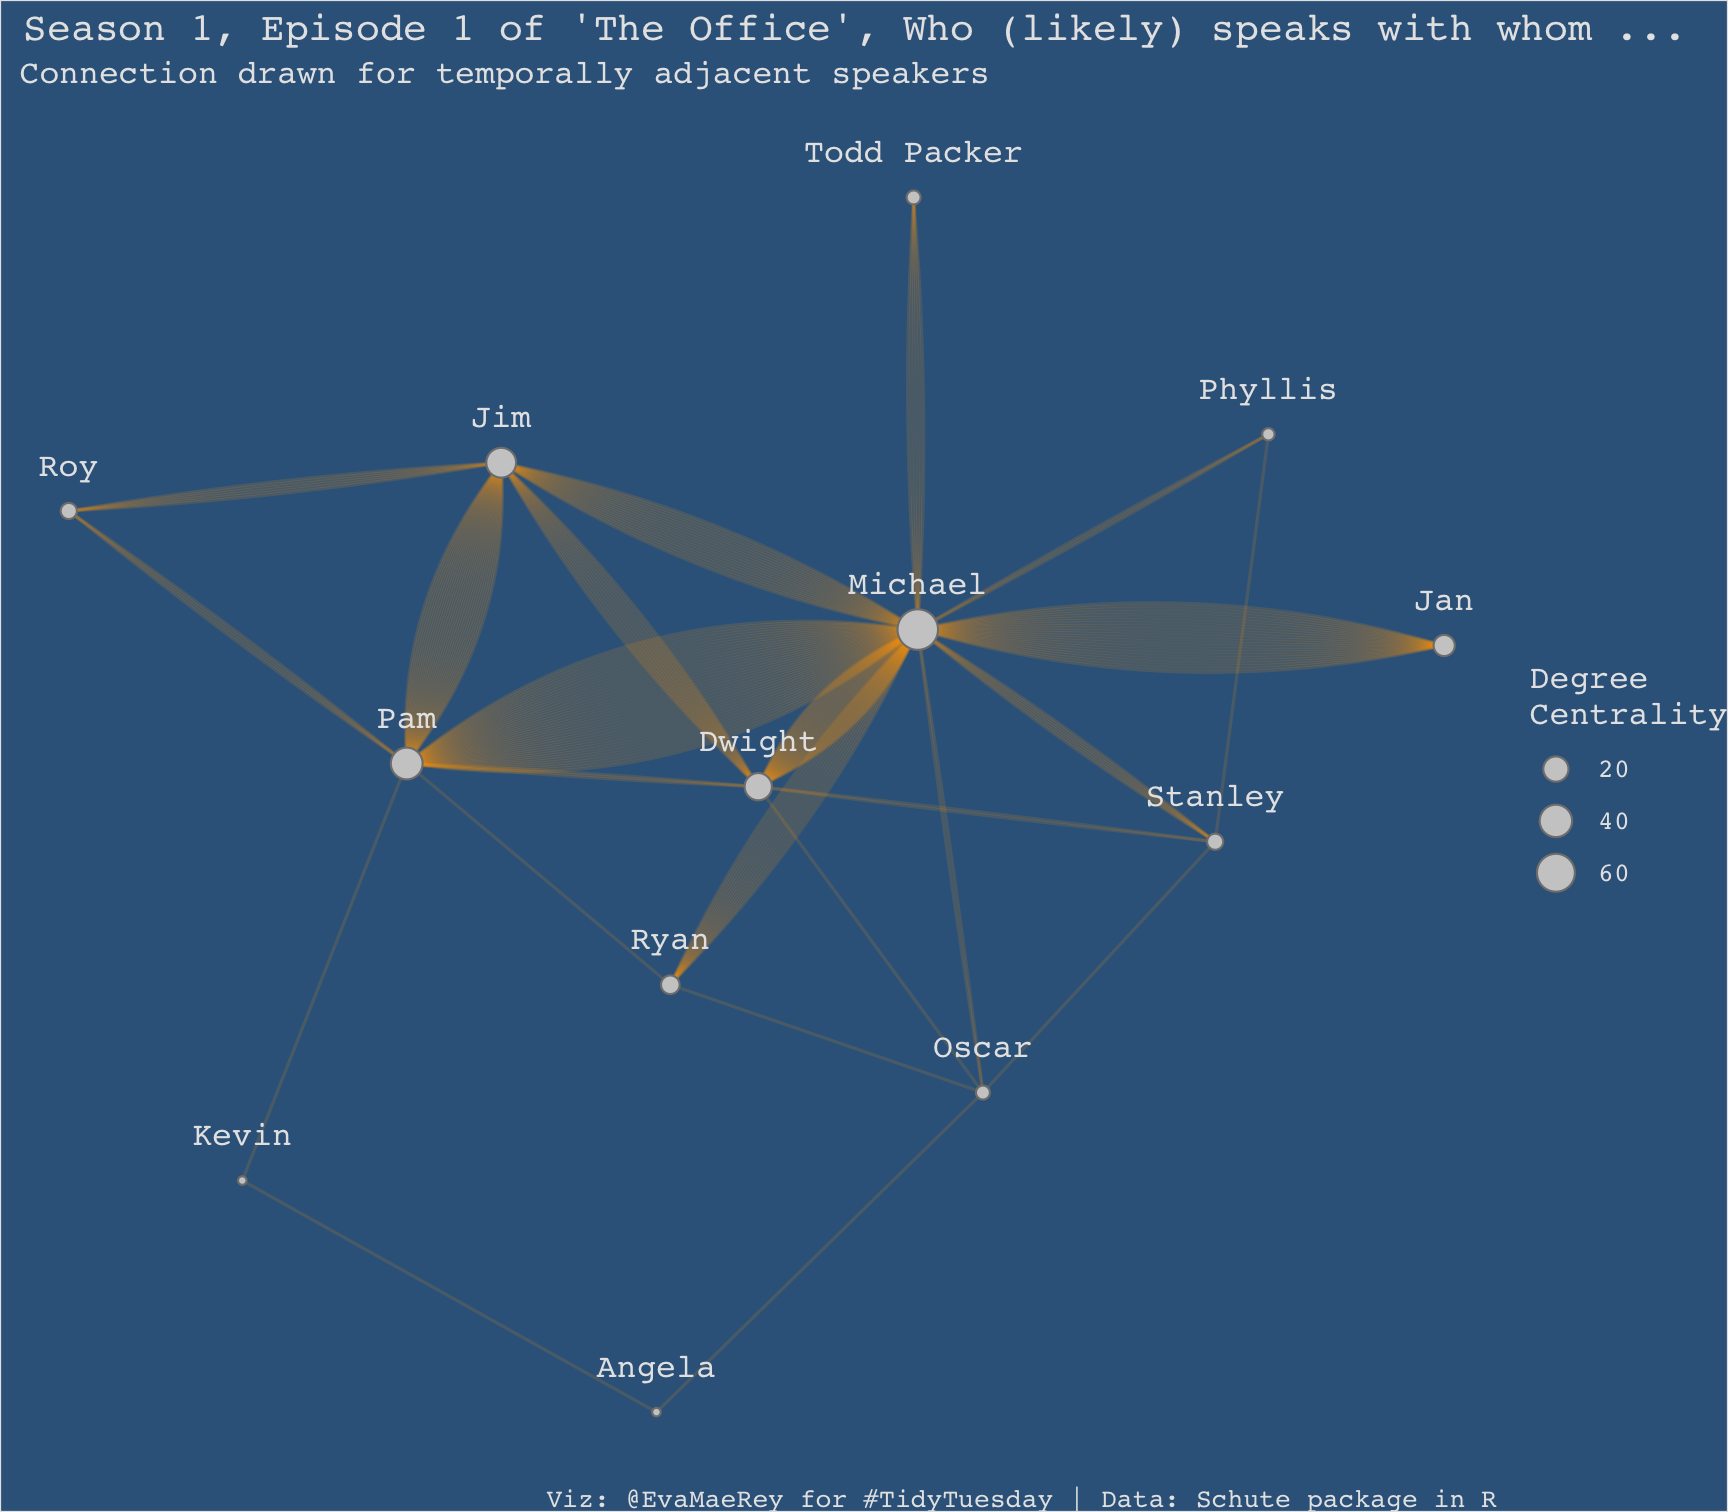 Season 1, Episode 1 of 'The Office', Who (likely) speaks with whom ...
Connection drawn for temporally adjacent speakers
Todd Packer
Phyllis
Jim
Roy
Michael
Jan
Degree
Centrality
Pam
Dwight
20
Stanley
40
60
Ryan
Oscar
Kevin
Angela
Viz: @EvaMaeRey for #TidyTuesday | Data: Schute package in R